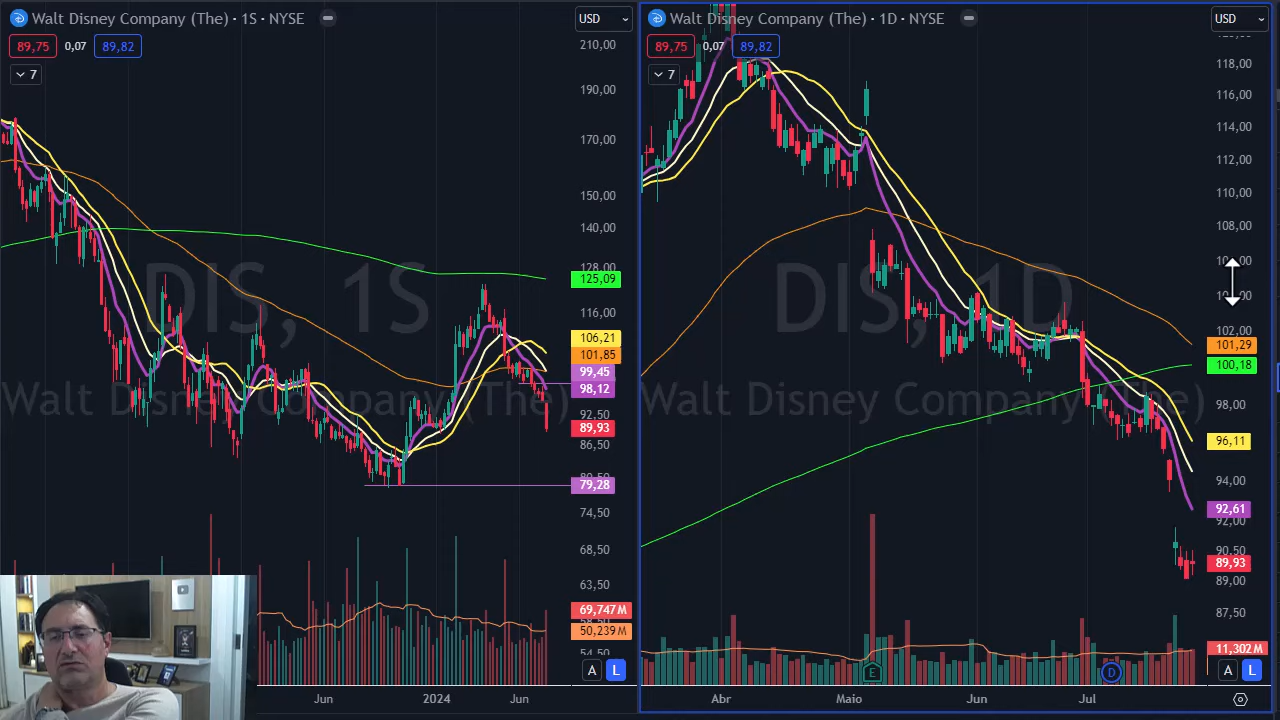 Walt Disney Company (The) · 1S · NYSE
USD
89,75 0,07 89,82
7
210,00
190,00
170,00
150,00
140,00
128,00
125,09
116,00
106,21
101,85
99,45
98,12
92,50
89,93
86,50
79,28
74,50
68,50
63,50
69,747 M
50,239 M
54,50
DIS, 1S
Walt Disney Company (The)
A L
Jun 2024 Jun
Walt Disney Company (The) · 1D · NYSE
USD
89,75 0,07 89,82
7
118,00
116,00
114,00
112,00
110,00
108,00
102,00
101,29
100,18
98,00
96,11
94,00
92,61
92,00
90,50
89,93
89,00
87,50
11,302 M
DIS, 1D
Walt Disney Company (The)
E
D
A L
Abr Maio Jun Jul